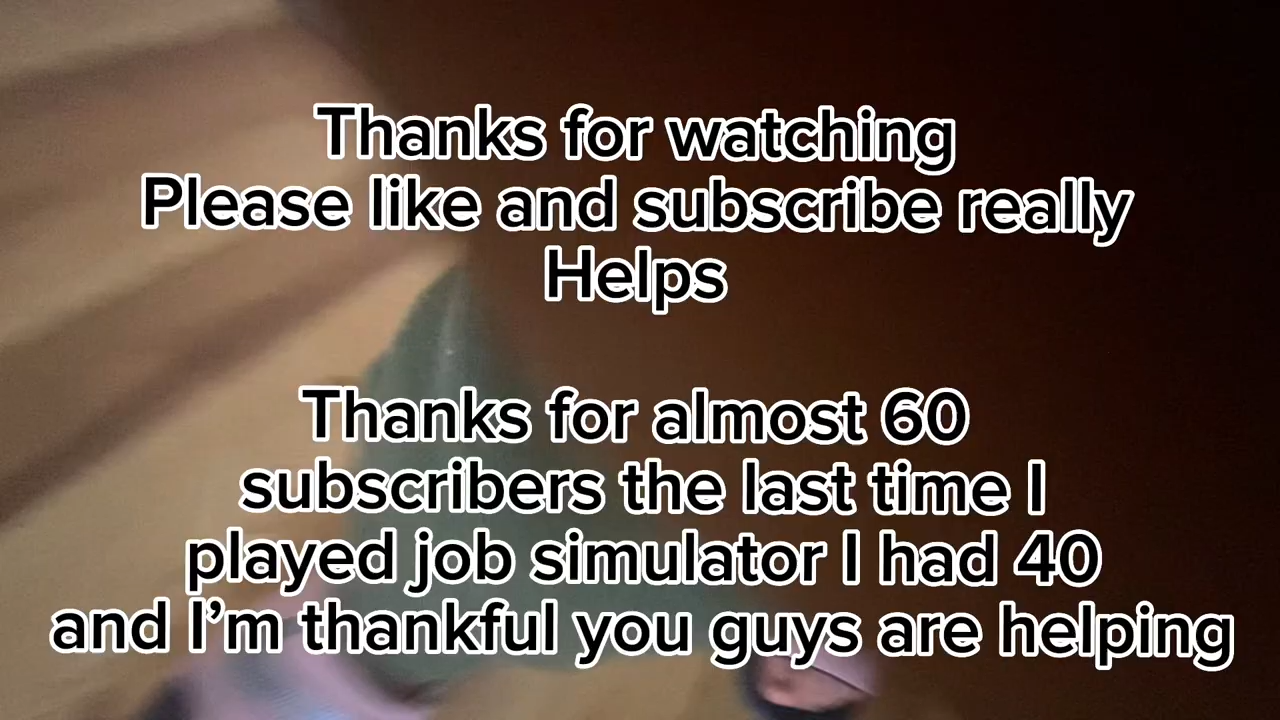 Thanks for watching
Please like and subscribe really
Helps
Thanks for almost 60
subscribers the last time I
played job simulator I had 40
and I’m thankful you guys are helping